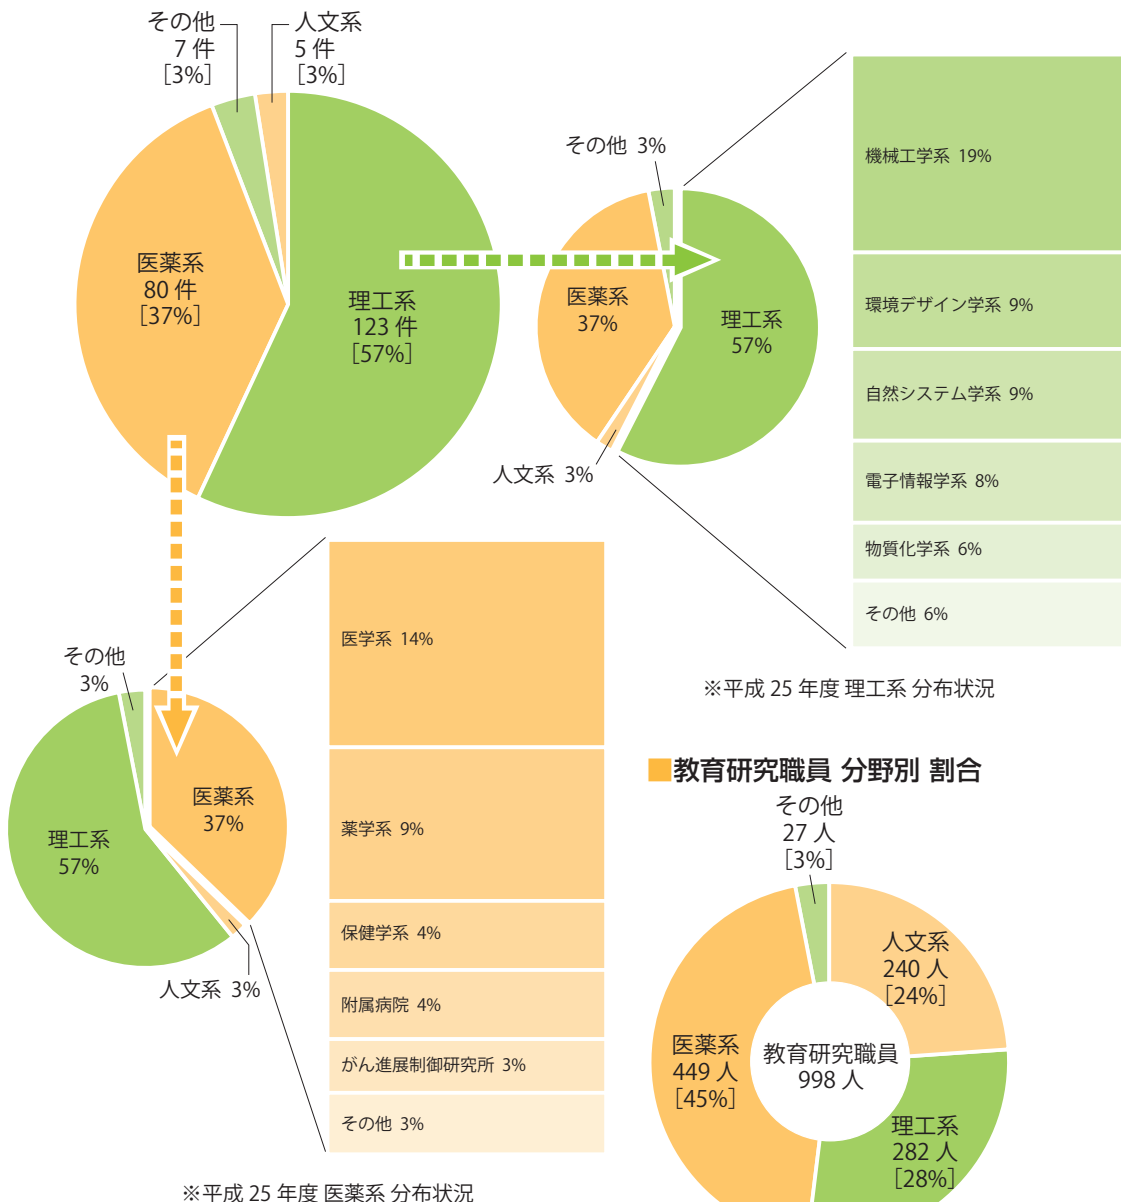 その他
7 件
[3%]
人文系
5 件
[3%]
医薬系
80 件
[37%]
理工系
123 件
[57%]
その他 3%
医薬系
37%
理工系
57%
人文系 3%
機械工学系 19%
環境デザイン学系 9%
自然システム学系 9%
電子情報学系 8%
物質化学系 6%
その他 6%
※平成 25 年度 理工系 分布状況
その他
3%
医薬系
37%
理工系
57%
人文系 3%
医学系 14%
薬学系 9%
保健学系 4%
附属病院 4%
がん進展制御研究所 3%
その他 3%
※平成 25 年度 医薬系 分布状況
■教育研究職員 分野別 割合
その他
27 人
[3%]
人文系
240 人
[24%]
医薬系
449 人
[45%]
教育研究職員
998 人
理工系
282 人
[28%]